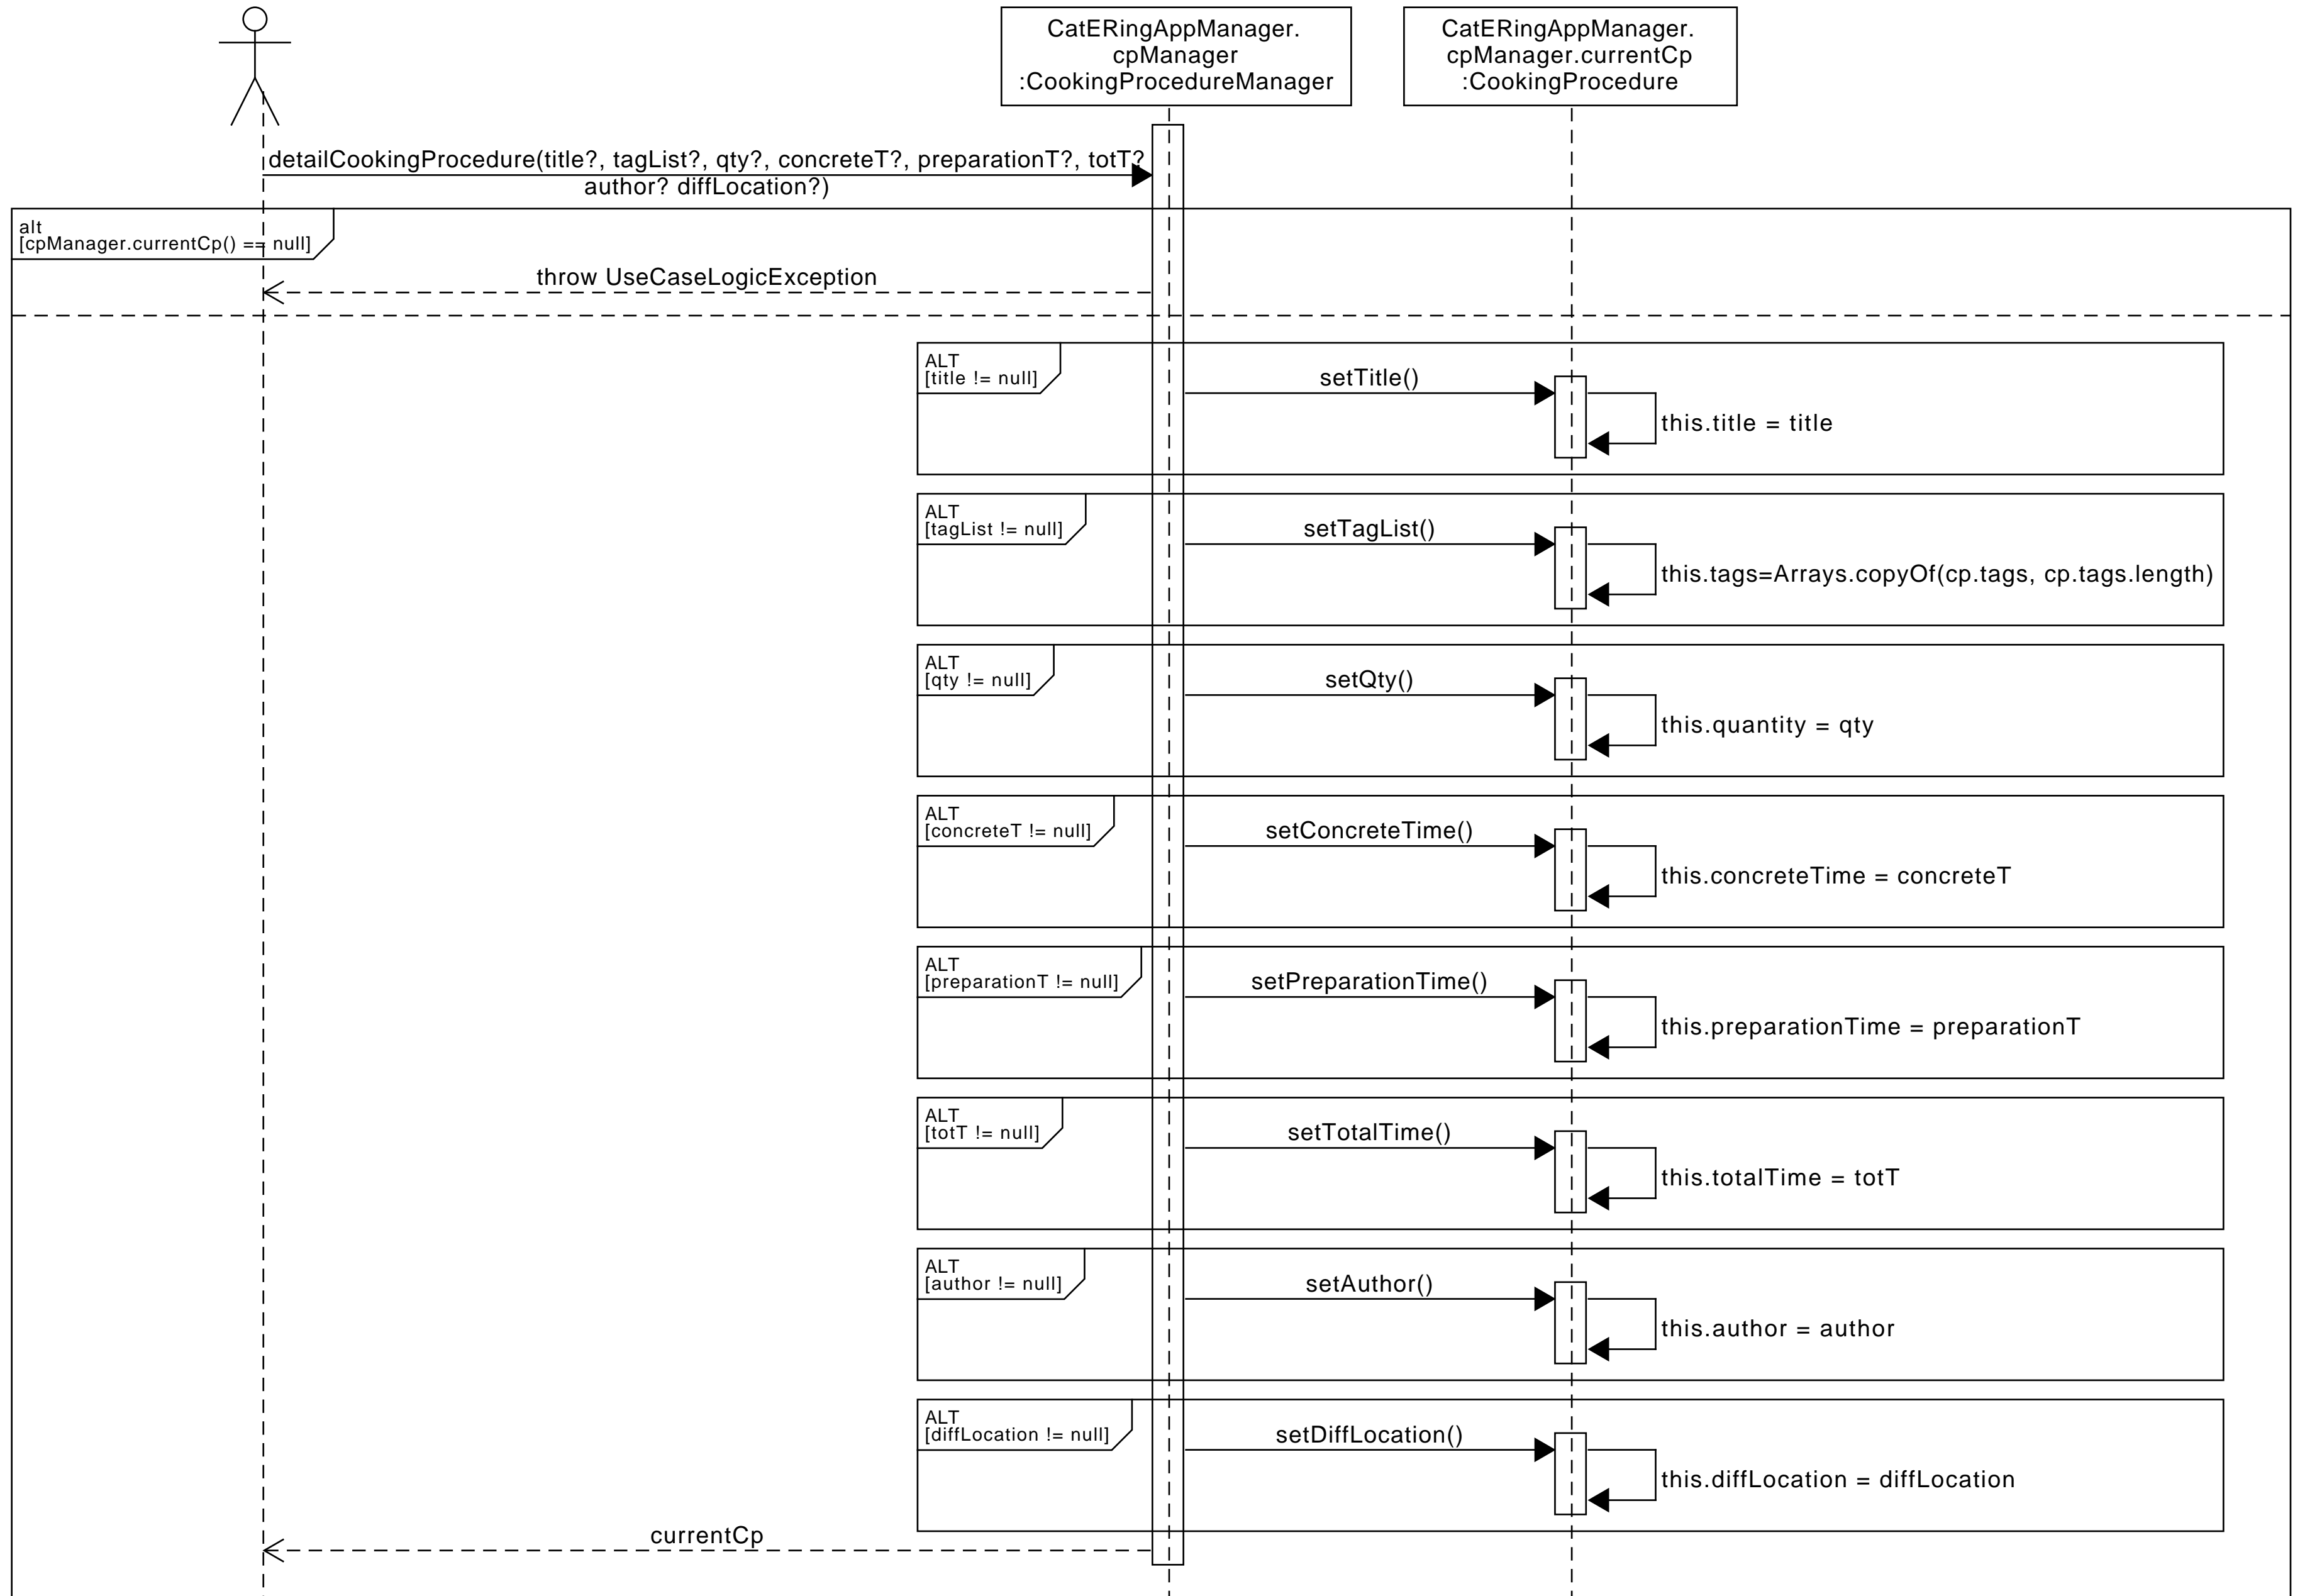 CatERingAppManager.
cpManager
:CookingProcedureManager
CatERingAppManager.
cpManager.currentCp
:CookingProcedure
detailCookingProcedure(title?, tagList?, qty?, concreteT?, preparationT?, totT?
author? diffLocation?)
alt
[cpManager.currentCp() == null]
throw UseCaseLogicException
ALT
[title != null]
setTitle()
this.title = title
ALT
[tagList != null]
setTagList()
this.tags=Arrays.copyOf(cp.tags, cp.tags.length)
ALT
[qty != null]
setQty()
this.quantity = qty
ALT
[concreteT != null]
setConcreteTime()
this.concreteTime = concreteT
ALT
[preparationT != null]
setPreparationTime()
this.preparationTime = preparationT
ALT
[totT != null]
setTotalTime()
this.totalTime = totT
ALT
[author != null]
setAuthor()
this.author = author
ALT
[diffLocation != null]
setDiffLocation()
this.diffLocation = diffLocation
currentCp